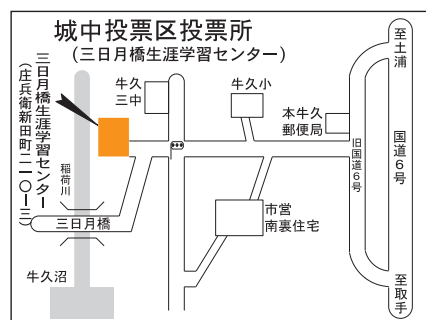 城中投票区投票所
(三日月橋生涯学習センター)
至土浦
国道6号
旧国道6号
至取手
本牛久
郵便局
牛久小
牛久
三中
市営
南裏住宅
三日月橋生涯学習センター
(庄兵衛新田町二一〇-三)
稲荷川
三日月橋
牛久沼